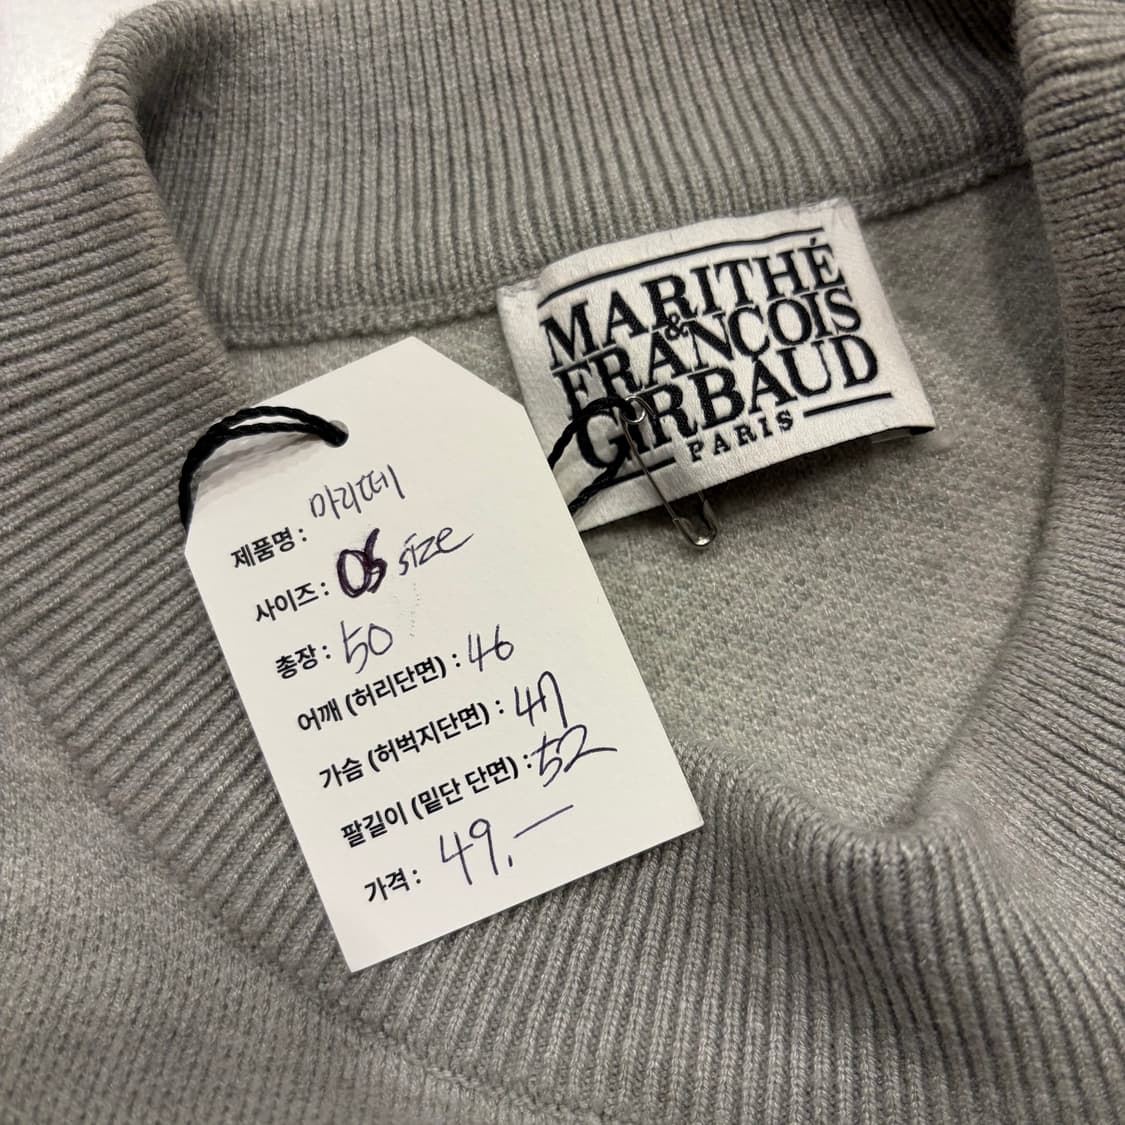 MARITHÉ
&
FRANÇOIS
GIRBAUD
PARIS
제품명 : 마리떼
사이즈 : OS size
총장 : 50
어깨 (허리단면) : 46
가슴 (허벅지단면) : 47
팔길이 (밑단 단면) : 52
가격 : 49.—